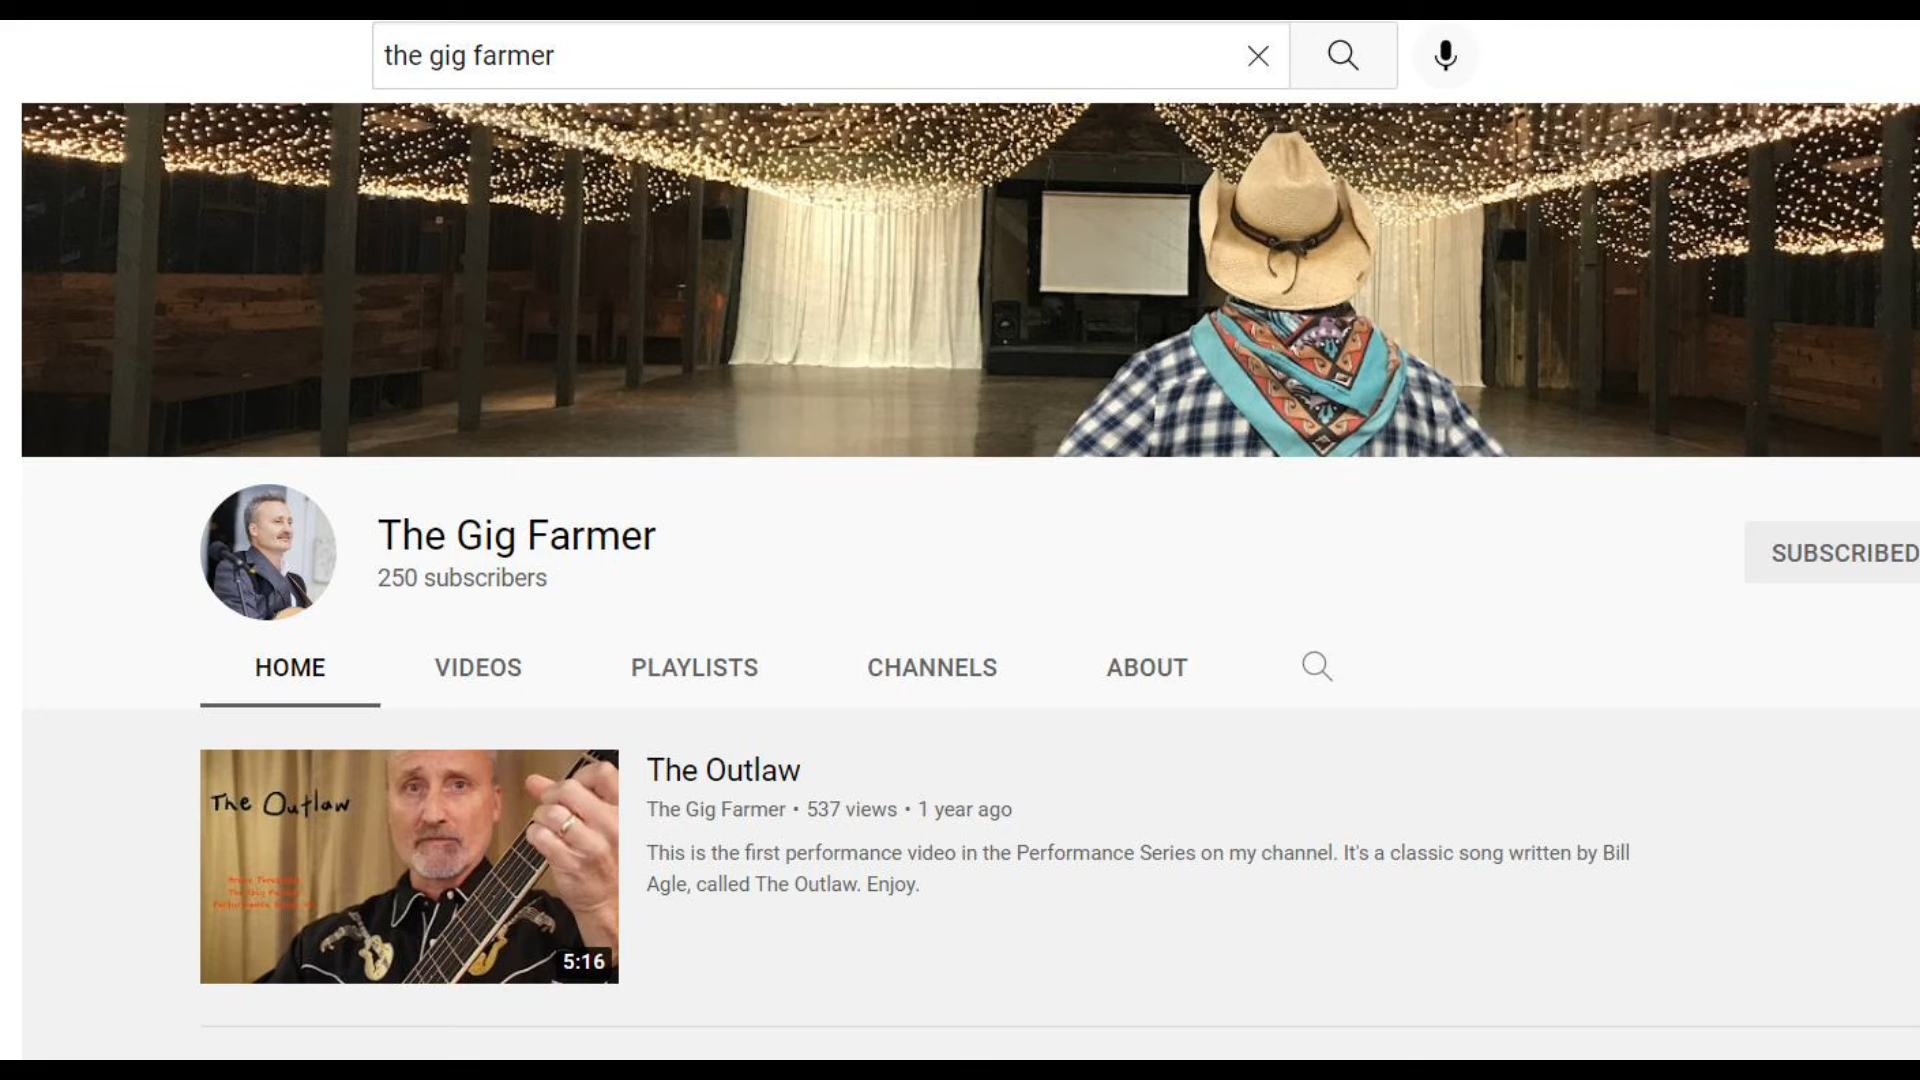 the gig farmer
The Gig Farmer
250 subscribers
SUBSCRIBED
HOME VIDEOS PLAYLISTS CHANNELS ABOUT
The Outlaw
The Outlaw
The Gig Farmer • 537 views • 1 year ago
This is the first performance video in the Performance Series on my channel. It's a classic song written by Bill
Agle, called The Outlaw. Enjoy.
5:16